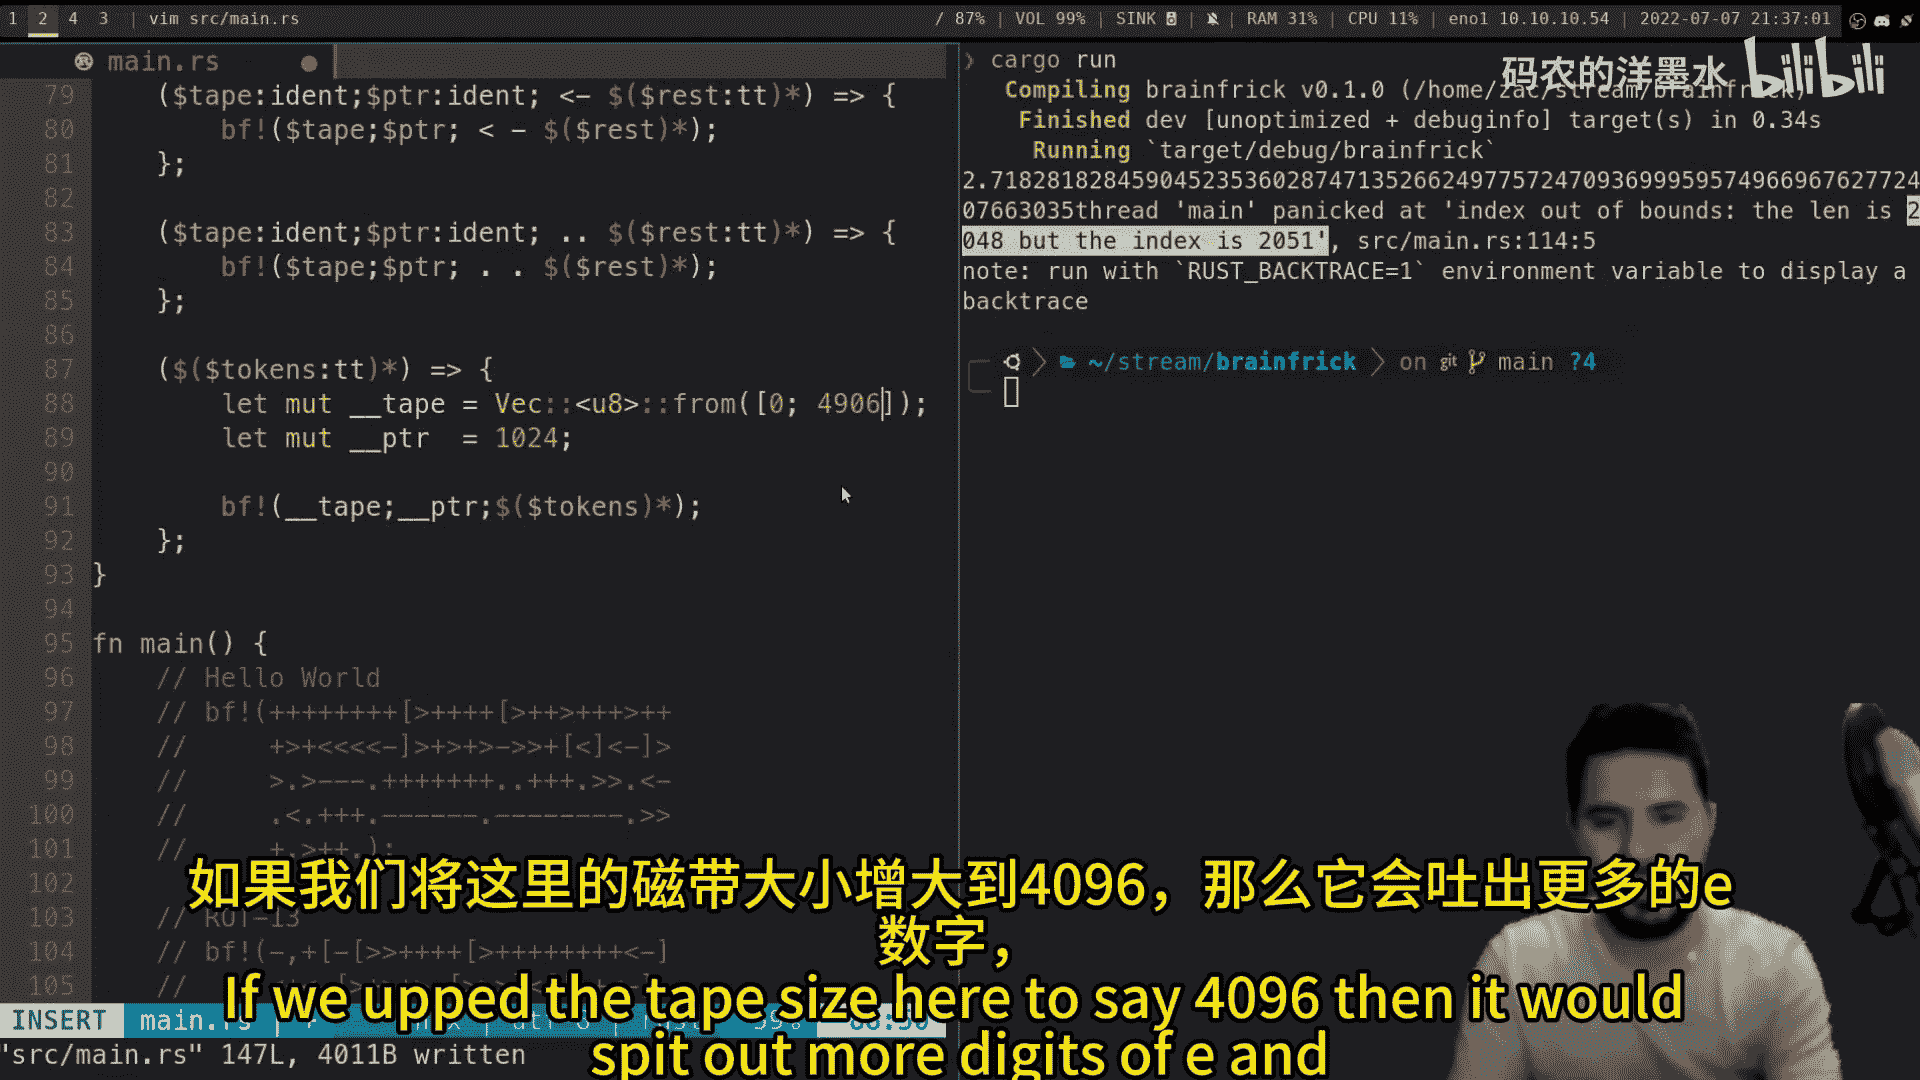 1 2 4 3 | vim src/main.rs
/ 87% | VOL 99% | SINK | RAM 31% | CPU 11% | eno1 10.10.10.54 | 2022-07-07 21:37:01
main.rs
79 ($tape:ident;$ptr:ident; <- $($rest:tt)*) => {
80 bf!($tape;$ptr; < - $($rest)*);
81 };
82
83 ($tape:ident;$ptr:ident; .. $($rest:tt)*) => {
84 bf!($tape;$ptr; . . $($rest)*);
85 };
86
87 ($($tokens:tt)*) => {
88 let mut __tape = Vec::<u8>::from([0; 4906]);
89 let mut __ptr  = 1024;
90
91 bf!(__tape;__ptr;$($tokens)*);
92 };
93 }
94
95 fn main() {
96 // Hello World
97 // bf!(++++++++[>++++[>++>+++>++
98 //     +>+<<<<-]>+>+>->>+[<]<-]>
99 //     >.>---.+++++++..+++.>>.<-
100 //     .<.+++.------.--------.>>
101 //     +.>++.);
102
103 // ROT-13
104 // bf!(-,+[-[>>++++[>++++++++<-]
105 //
INSERT main.rs
"src/main.rs" 147L, 4011B written
❯ cargo run
Compiling brainfrick v0.1.0 (/home/zac/stream/brainfrick)
Finished dev [unoptimized + debuginfo] target(s) in 0.34s
Running `target/debug/brainfrick`
2.71828182845904523536028747135266249775724709369995957496696762772​4
07663035thread 'main' panicked at 'index out of bounds: the len is 2
048 but the index is 2051', src/main.rs:114:5
note: run with `RUST_BACKTRACE=1` environment variable to display a
backtrace
~/stream/brainfrick on git main ?4
码农的洋墨水 bilibili
如果我们将这里的磁带大小增大到4096，那么它会吐出更多的e
数字，
If we upped the tape size here to say 4096 then it would
spit out more digits of e and